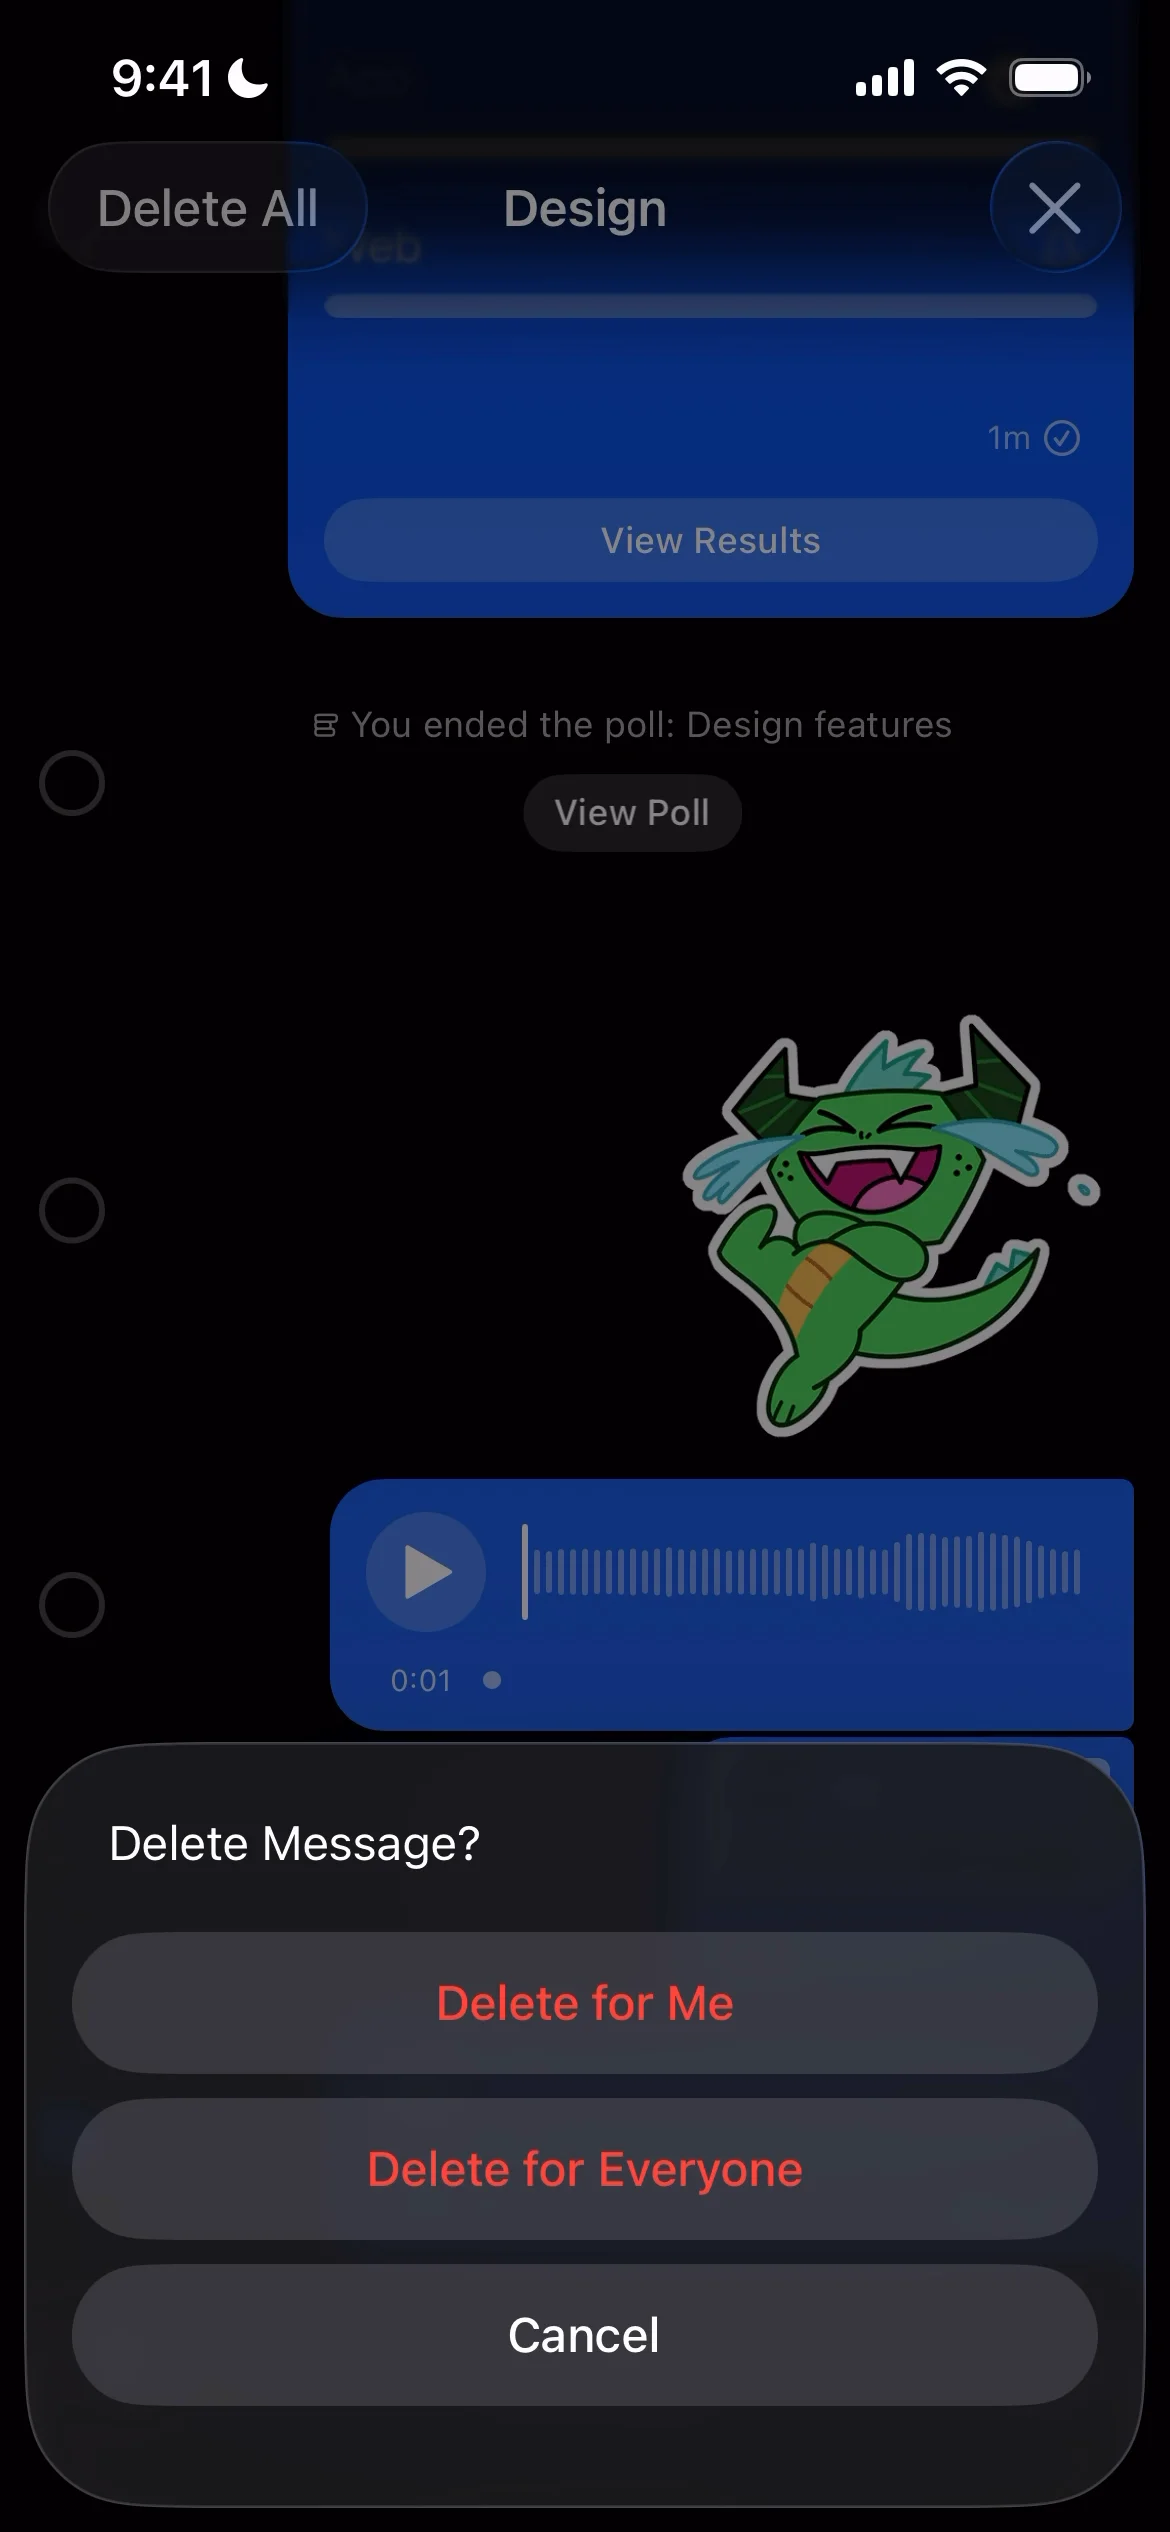 9:41
Delete All
Design
Web
1m
View Results
You ended the poll: Design features
View Poll
0:01
Delete Message?
Delete for Me
Delete for Everyone
Cancel